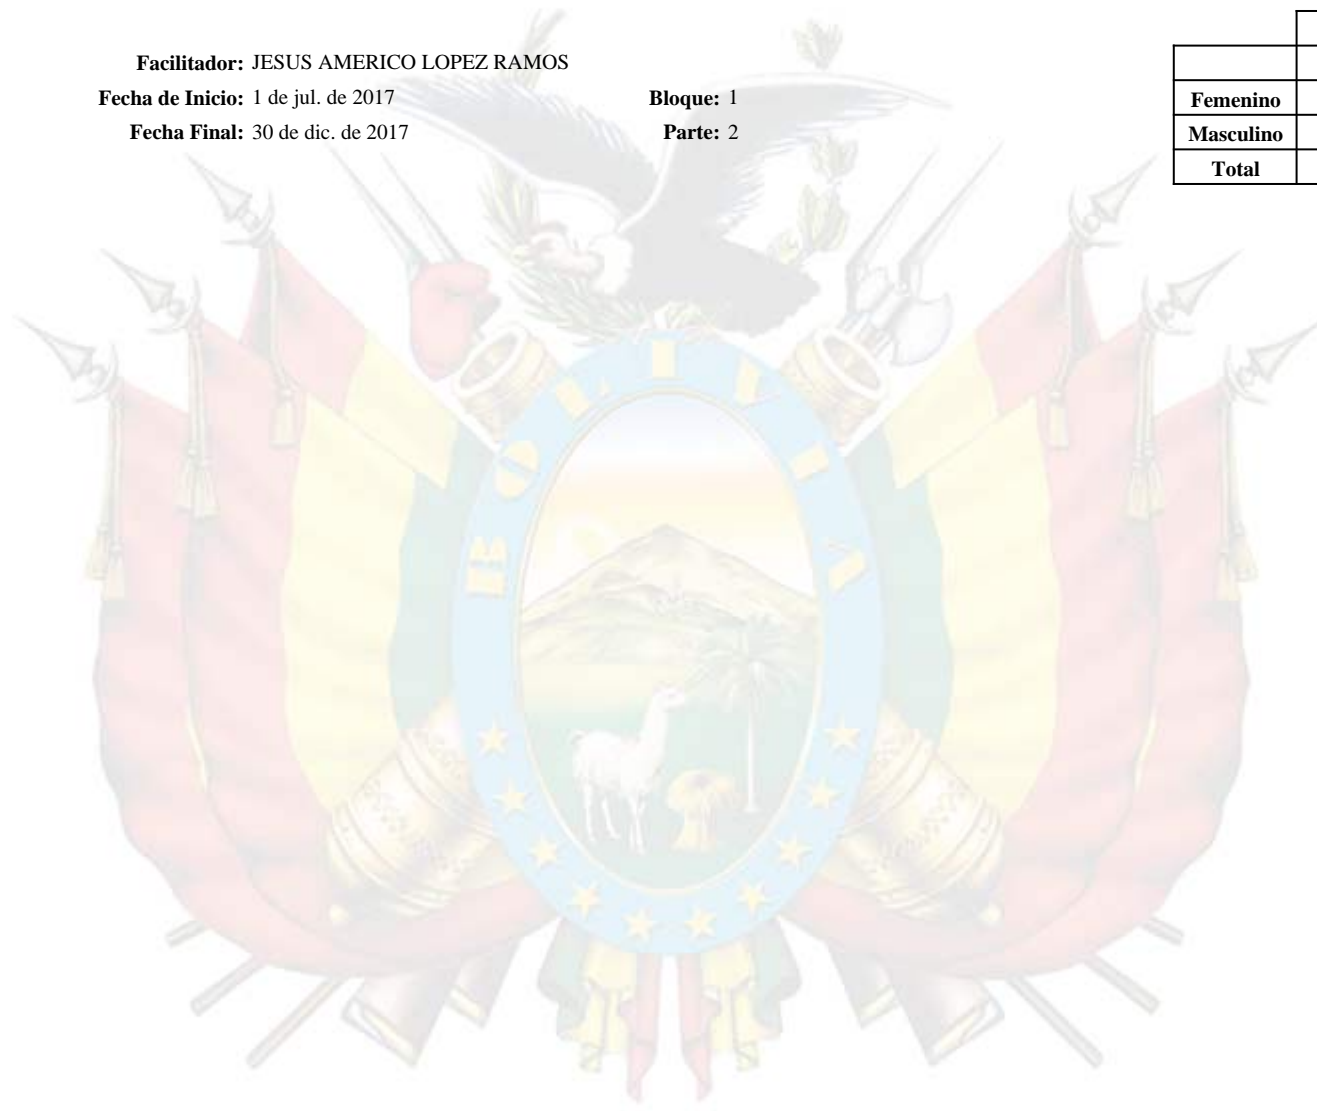 Facilitador: JESUS AMERICO LOPEZ RAMOS
Fecha de Inicio: 1 de jul. de 2017 Bloque: 1
Fecha Final: 30 de dic. de 2017 Parte: 2
Femenino
Masculino
Total
BOLIVIA